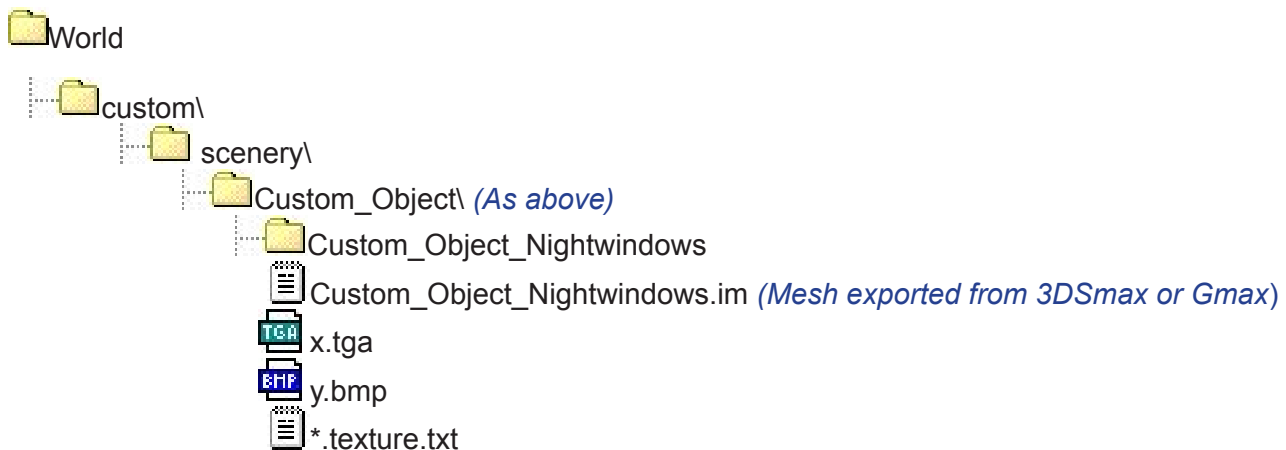 World
custom\
scenery\
Custom_Object\ (As above)
Custom_Object_Nightwindows
Custom_Object_Nightwindows.im (Mesh exported from 3DSmax or Gmax)
TGA x.tga
BMP y.bmp
*.texture.txt